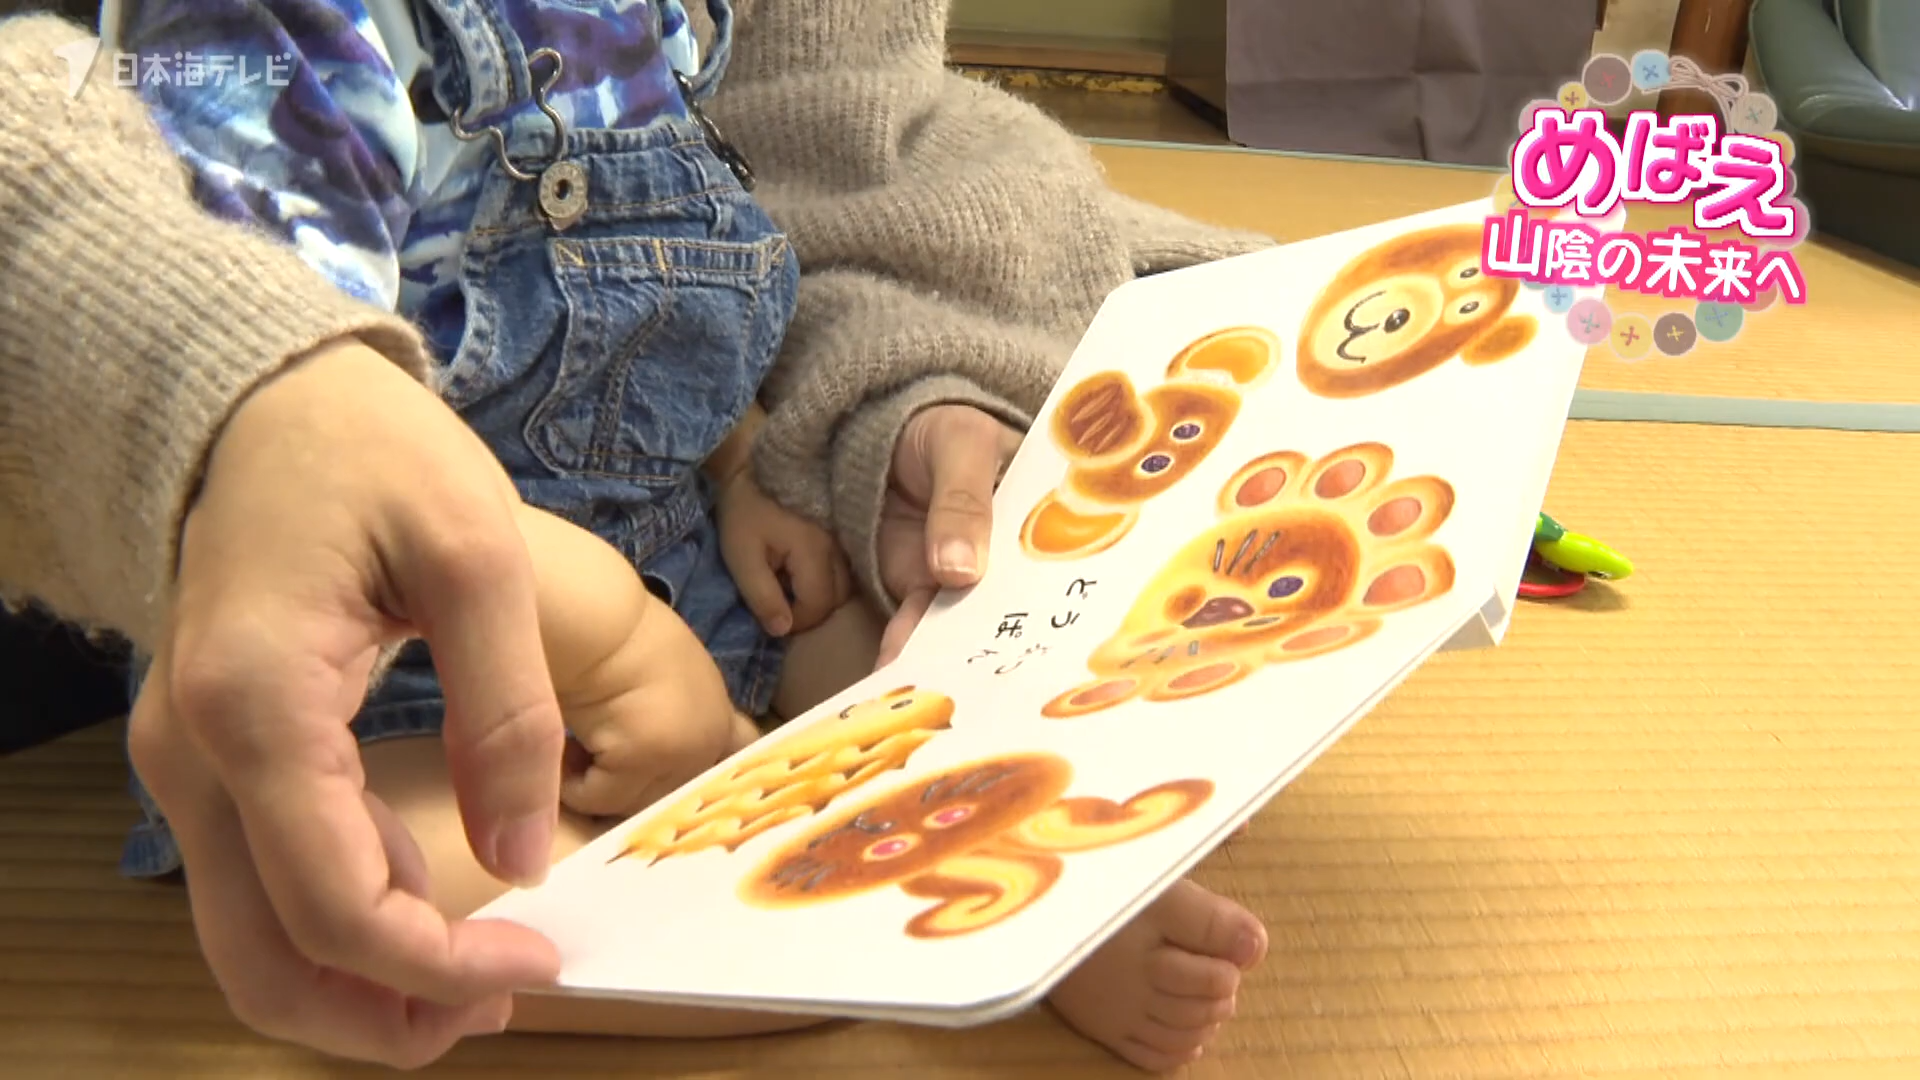 日本海テレビ
めばえ
山陰の未来へ
どうぶつ
ぱん